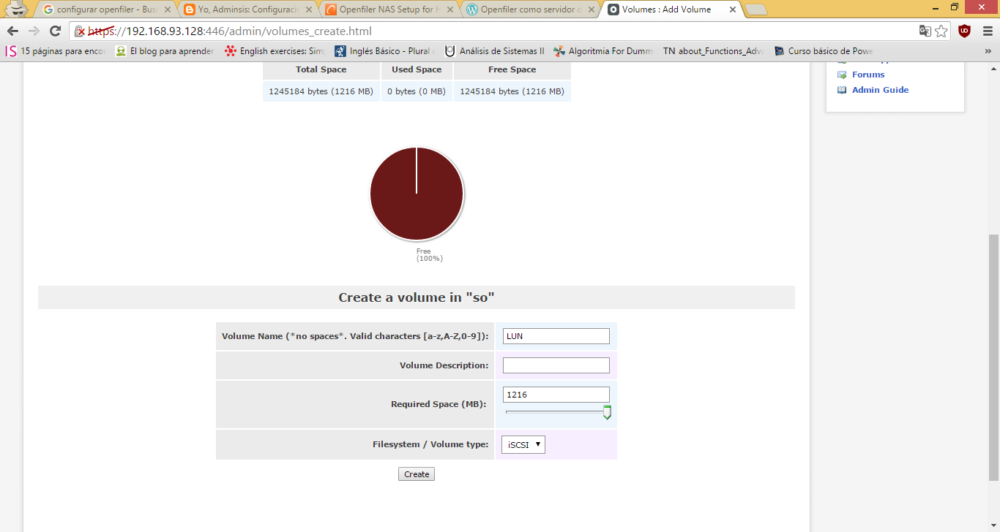 configurar openfiler - Bus
Yo, Adminsis: Configuraci
Openfiler NAS Setup for
Openfiler como servidor d
Volumes : Add Volume
https://192.168.93.128:446/admin/volumes_create.html
15 páginas para enco
El blog para aprender
English exercises: Sim
Inglés Básico - Plural
Análisis de Sistemas II
Algoritmia For Dumm
TN about_Functions_Adv
Curso básico de Powe
»
Total Space Used Space Free Space
1245184 bytes (1216 MB) 0 bytes (0 MB) 1245184 bytes (1216 MB)
Forums
Admin Guide
Free
(100%)
Create a volume in "so"
Volume Name (*no spaces*. Valid characters [a-z,A-Z,0-9]): LUN
Volume Description:
Required Space (MB): 1216
Filesystem / Volume type: iSCSI
Create